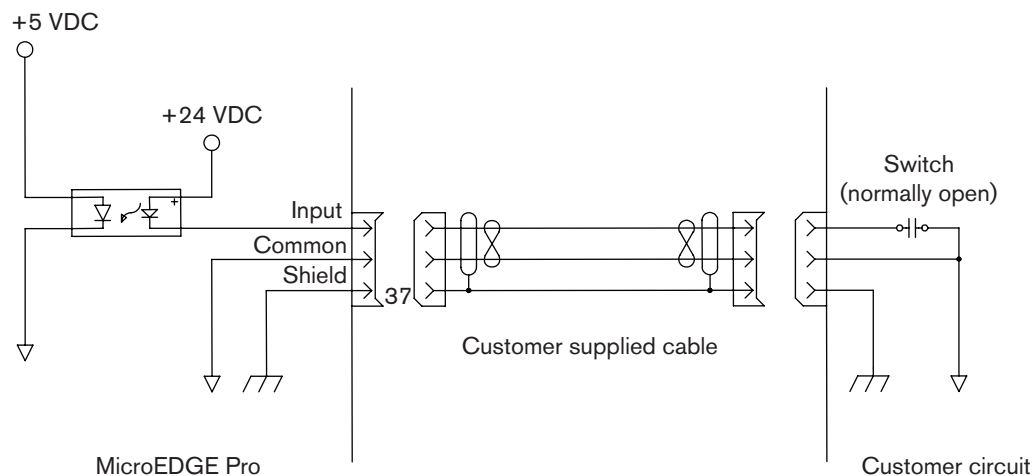 +5 VDC
+24 VDC
Input
Common
Shield
37
+
Customer supplied cable
Switch
(normally open)
MicroEDGE Pro
Customer circuit